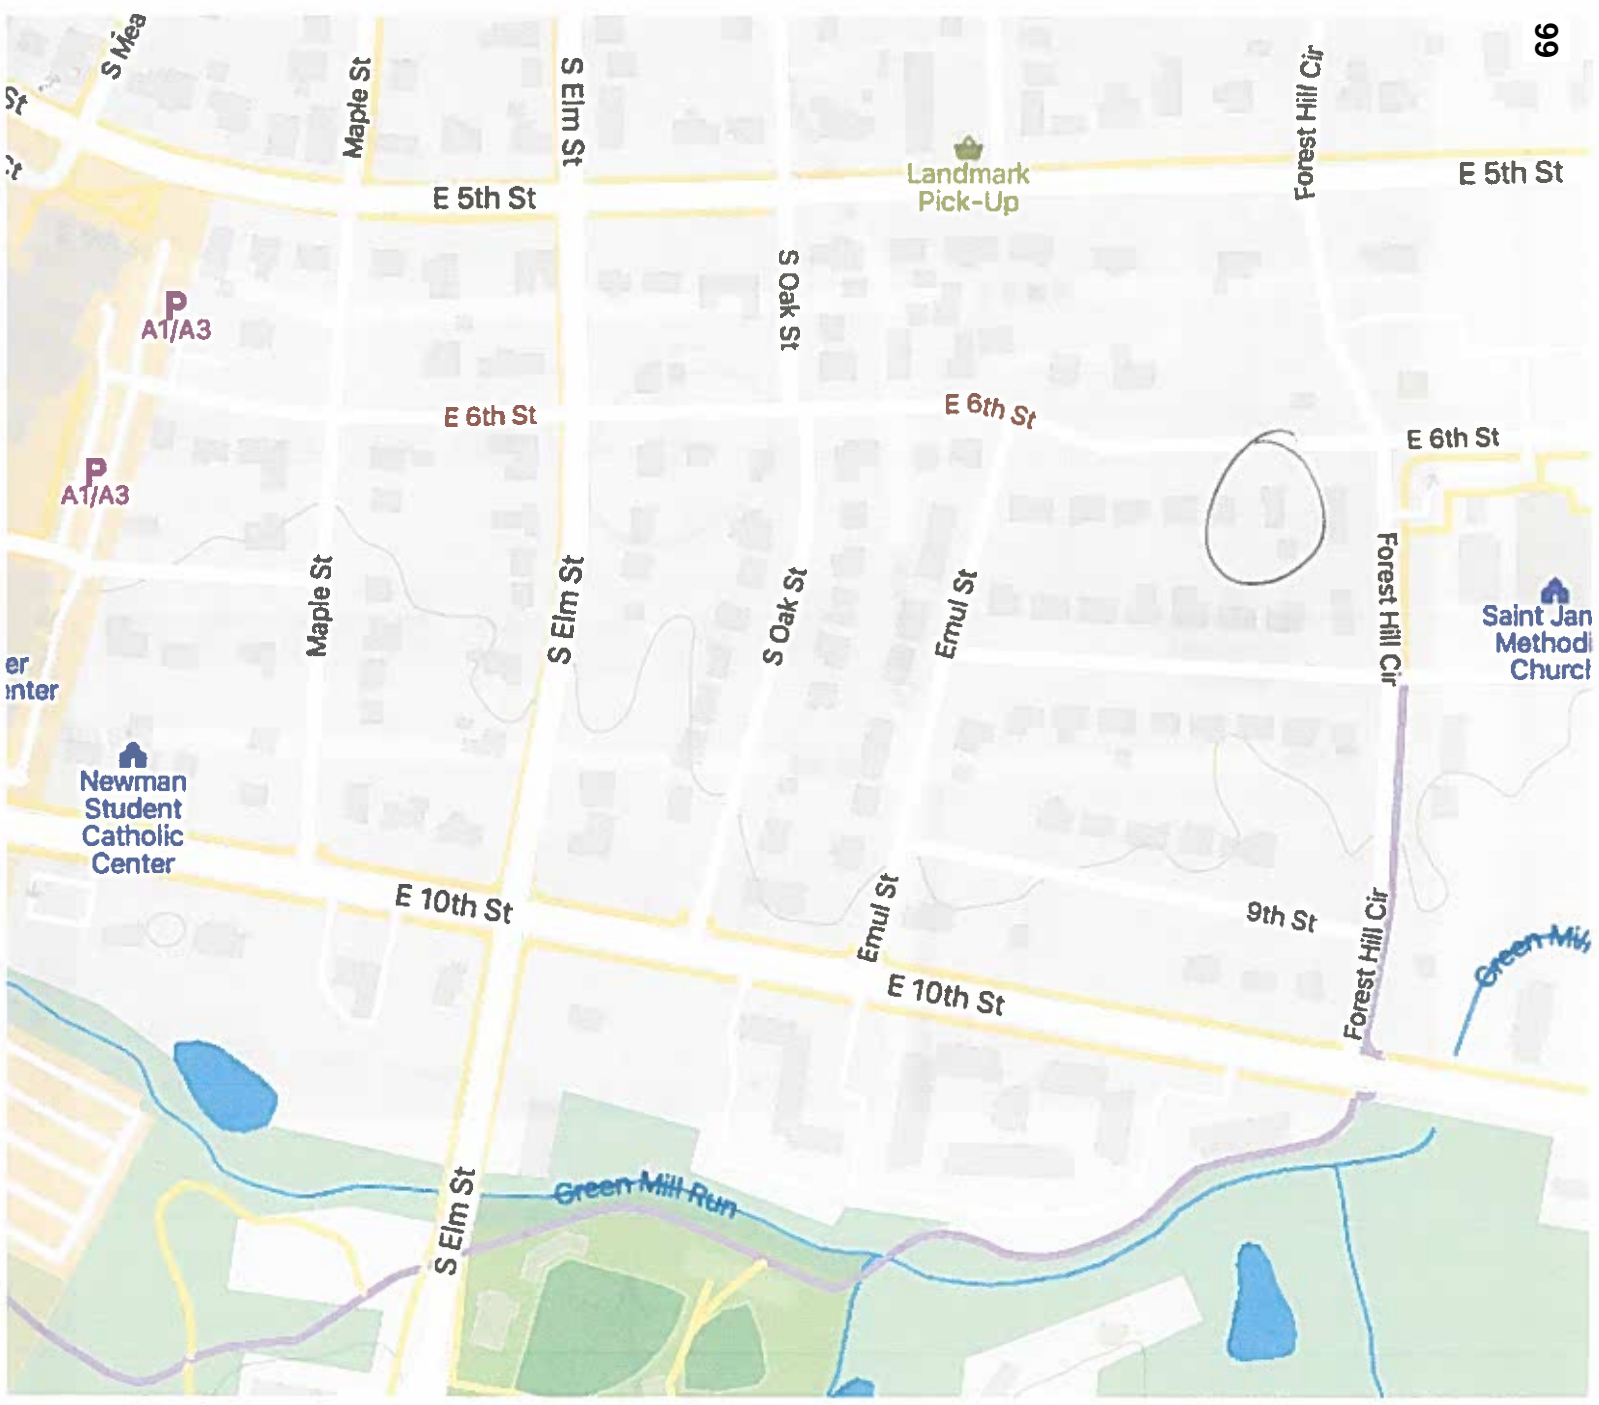 S Mea
Maple St
S Elm St
Forest Hill Cir
66
St
E 5th St
Landmark
Pick-Up
E 5th St
S Oak St
P
A1/A3
E 6th St
E 6th St
E 6th St
P
A1/A3
Maple St
S Elm St
S Oak St
Emul St
Forest Hill Cir
Saint Jan
Methodi
Church
er
enter
Newman
Student
Catholic
Center
E 10th St
Emul St
9th St
Forest Hill Cir
Green Mil
E 10th St
Green Mill Run
S Elm St